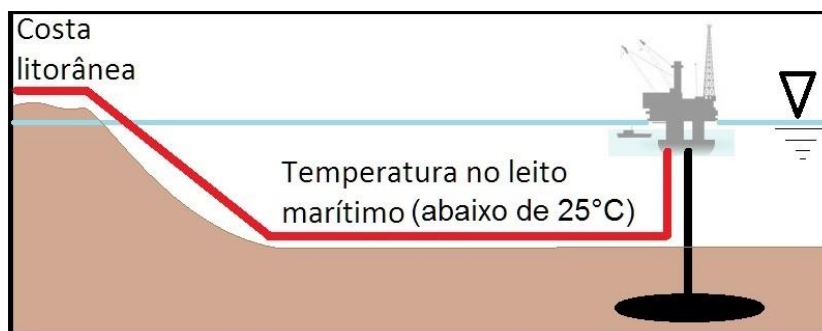 Costa
litorânea
Temperatura no leito
marítimo (abaixo de 25°C)